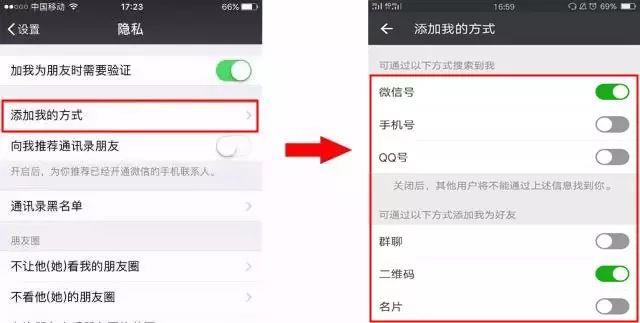 中国移动
17:23
66%
设置
隐私
加我为朋友时需要验证
添加我的方式
向我推荐通讯录朋友
开启后，为你推荐已经开通微信的手机联系人。
通讯录黑名单
朋友圈
不让他(她)看我的朋友圈
不看他(她)的朋友圈
16:59
添加我的方式
可通过以下方式搜索到我
微信号
手机号
QQ号
关闭后，其他用户将不能通过上述信息找到你。
可通过以下方式添加我为好友
群聊
二维码
名片